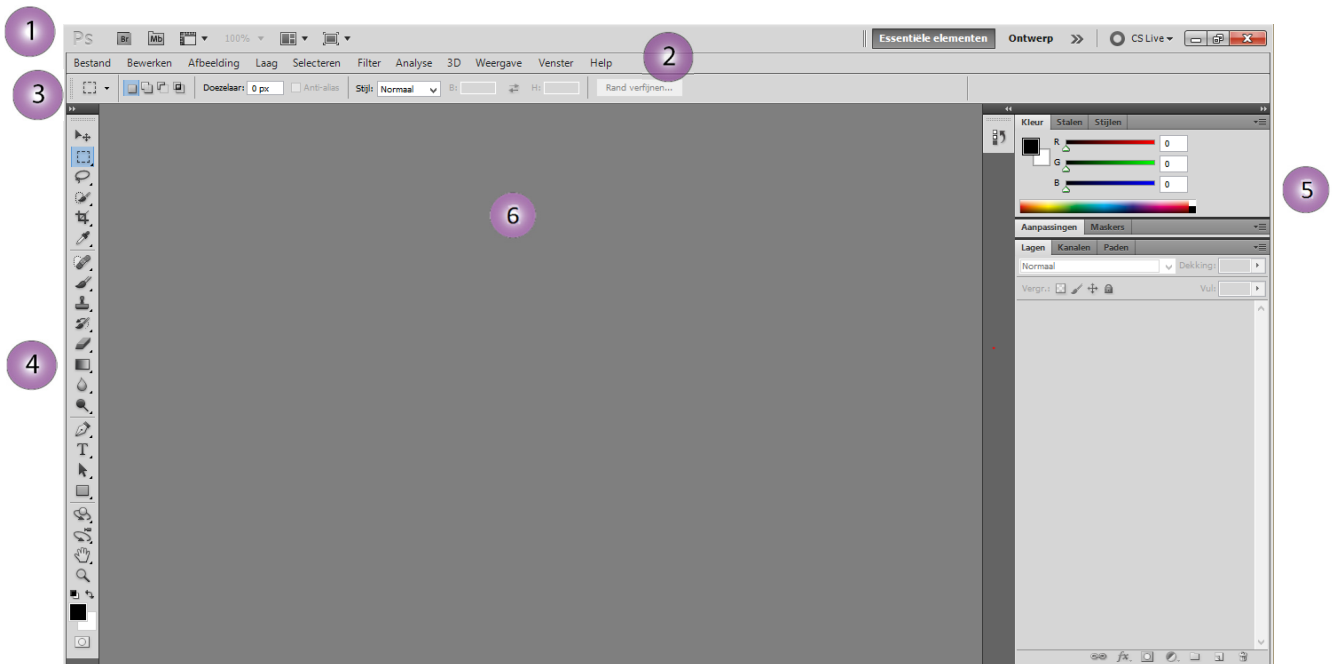 1
Ps Br Mb 100% Essentiële elementen Ontwerp CS Live
2
Bestand Bewerken Afbeelding Laag Selecteren Filter Analyse 3D Weergave Venster Help
3
Doezelaar: 0 px Anti-alias Stijl: Normaal B: H: Rand verfijnen...
Kleur Stalen Stijlen
R 0
G 0
B 0
5
6
Aanpassingen Maskers
Lagen Kanalen Paden
Normaal Dekking:
Vergr.: Vul:
4
T
fx